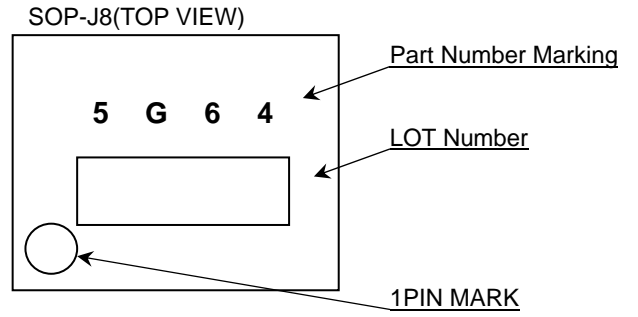 SOP-J8(TOP VIEW)
Part Number Marking
5 G 6 4
LOT Number
1PIN MARK